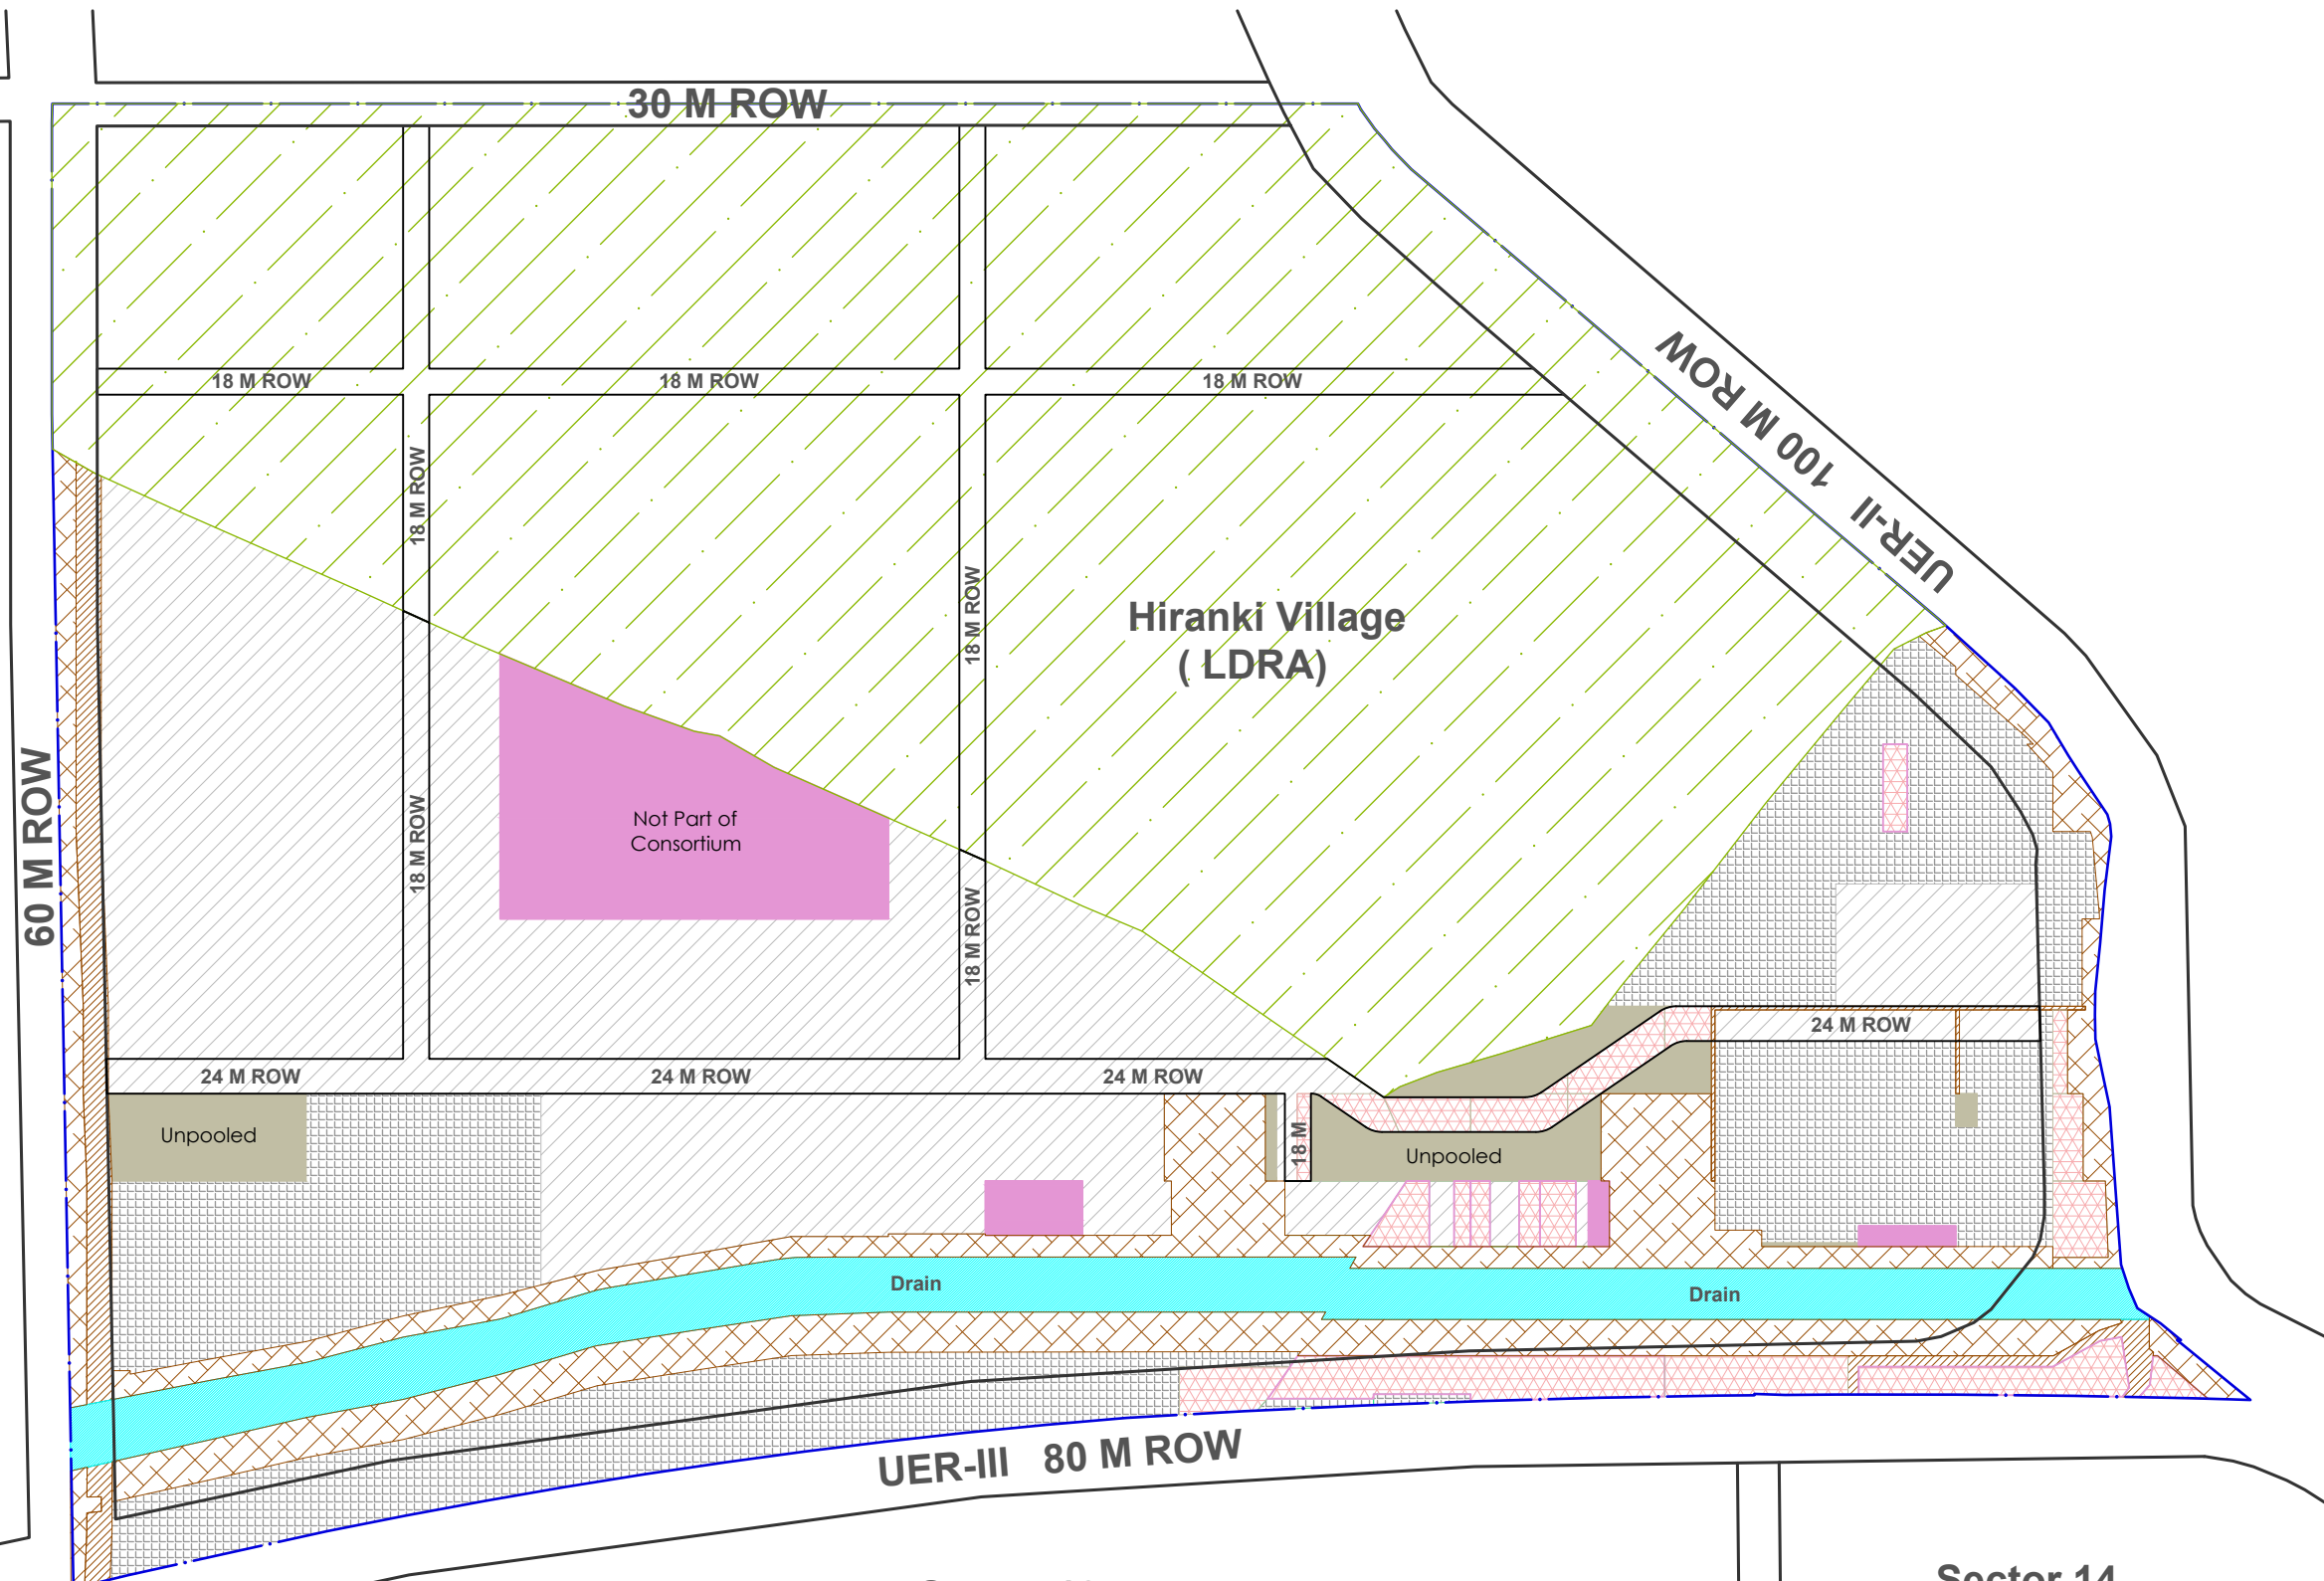 30 M ROW
18 M ROW
18 M ROW
18 M ROW
UER-II 100 M ROW
18 M ROW
18 M ROW
Hiranki Village
( LDRA)
60 M ROW
18 M ROW
Not Part of
Consortium
18 M ROW
24 M ROW
24 M ROW
24 M ROW
24 M ROW
Unpooled
18 M
Unpooled
Drain
Drain
UER-III 80 M ROW
Sector 14